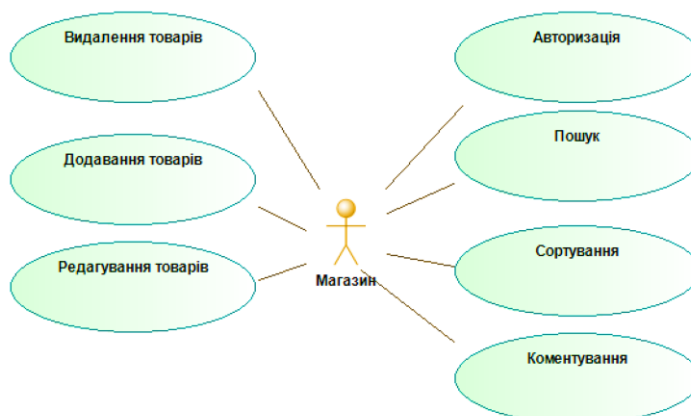 Видалення товарів
Авторизація
Додавання товарів
Пошук
Магазин
Редагування товарів
Сортування
Коментування